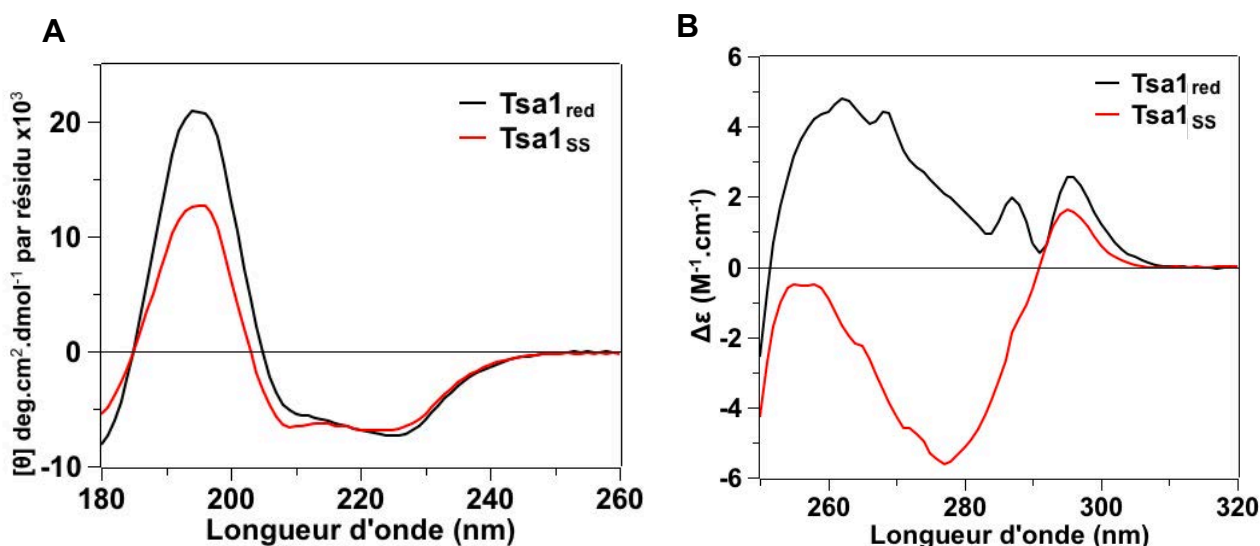 A
[θ] deg.cm².dmol⁻¹ par résidu x10³
20
10
0
-10
180
200
220
240
260
Longueur d'onde (nm)
Tsa1red
Tsa1SS
B
Δε (M⁻¹.cm⁻¹)
6
4
2
0
-2
-4
-6
260
280
300
320
Longueur d'onde (nm)
Tsa1red
Tsa1SS